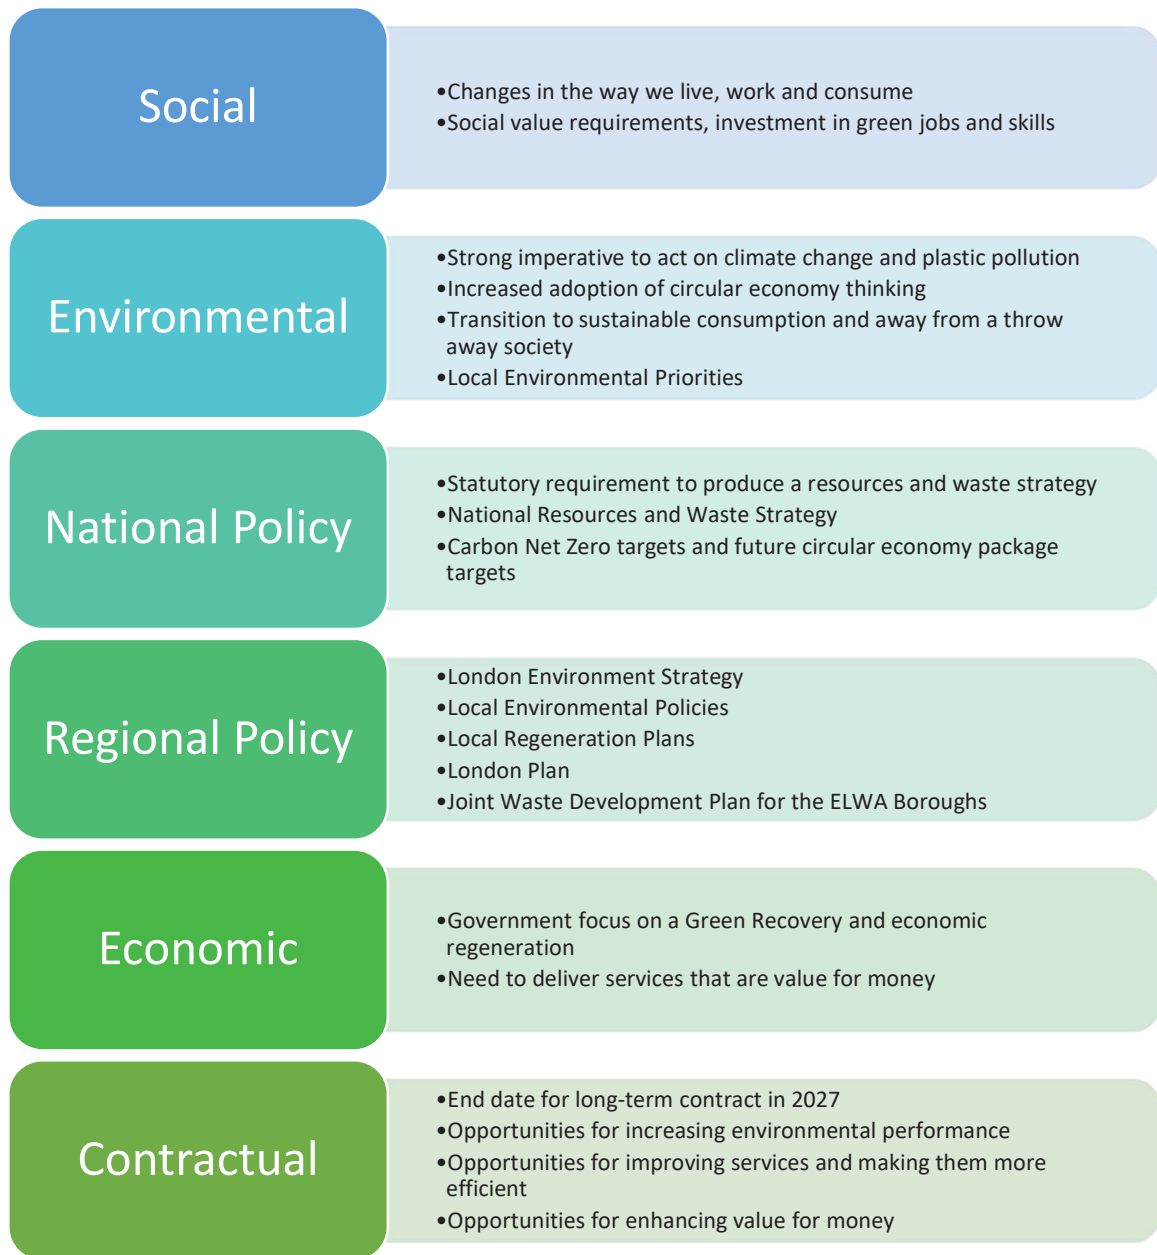 Social
•Changes in the way we live, work and consume
•Social value requirements, investment in green jobs and skills
Environmental
•Strong imperative to act on climate change and plastic pollution
•Increased adoption of circular economy thinking
•Transition to sustainable consumption and away from a throw
away society
•Local Environmental Priorities
National Policy
•Statutory requirement to produce a resources and waste strategy
•National Resources and Waste Strategy
•Carbon Net Zero targets and future circular economy package
targets
Regional Policy
•London Environment Strategy
•Local Environmental Policies
•Local Regeneration Plans
•London Plan
•Joint Waste Development Plan for the ELWA Boroughs
Economic
•Government focus on a Green Recovery and economic
regeneration
•Need to deliver services that are value for money
Contractual
•End date for long-term contract in 2027
•Opportunities for increasing environmental performance
•Opportunities for improving services and making them more
efficient
•Opportunities for enhancing value for money